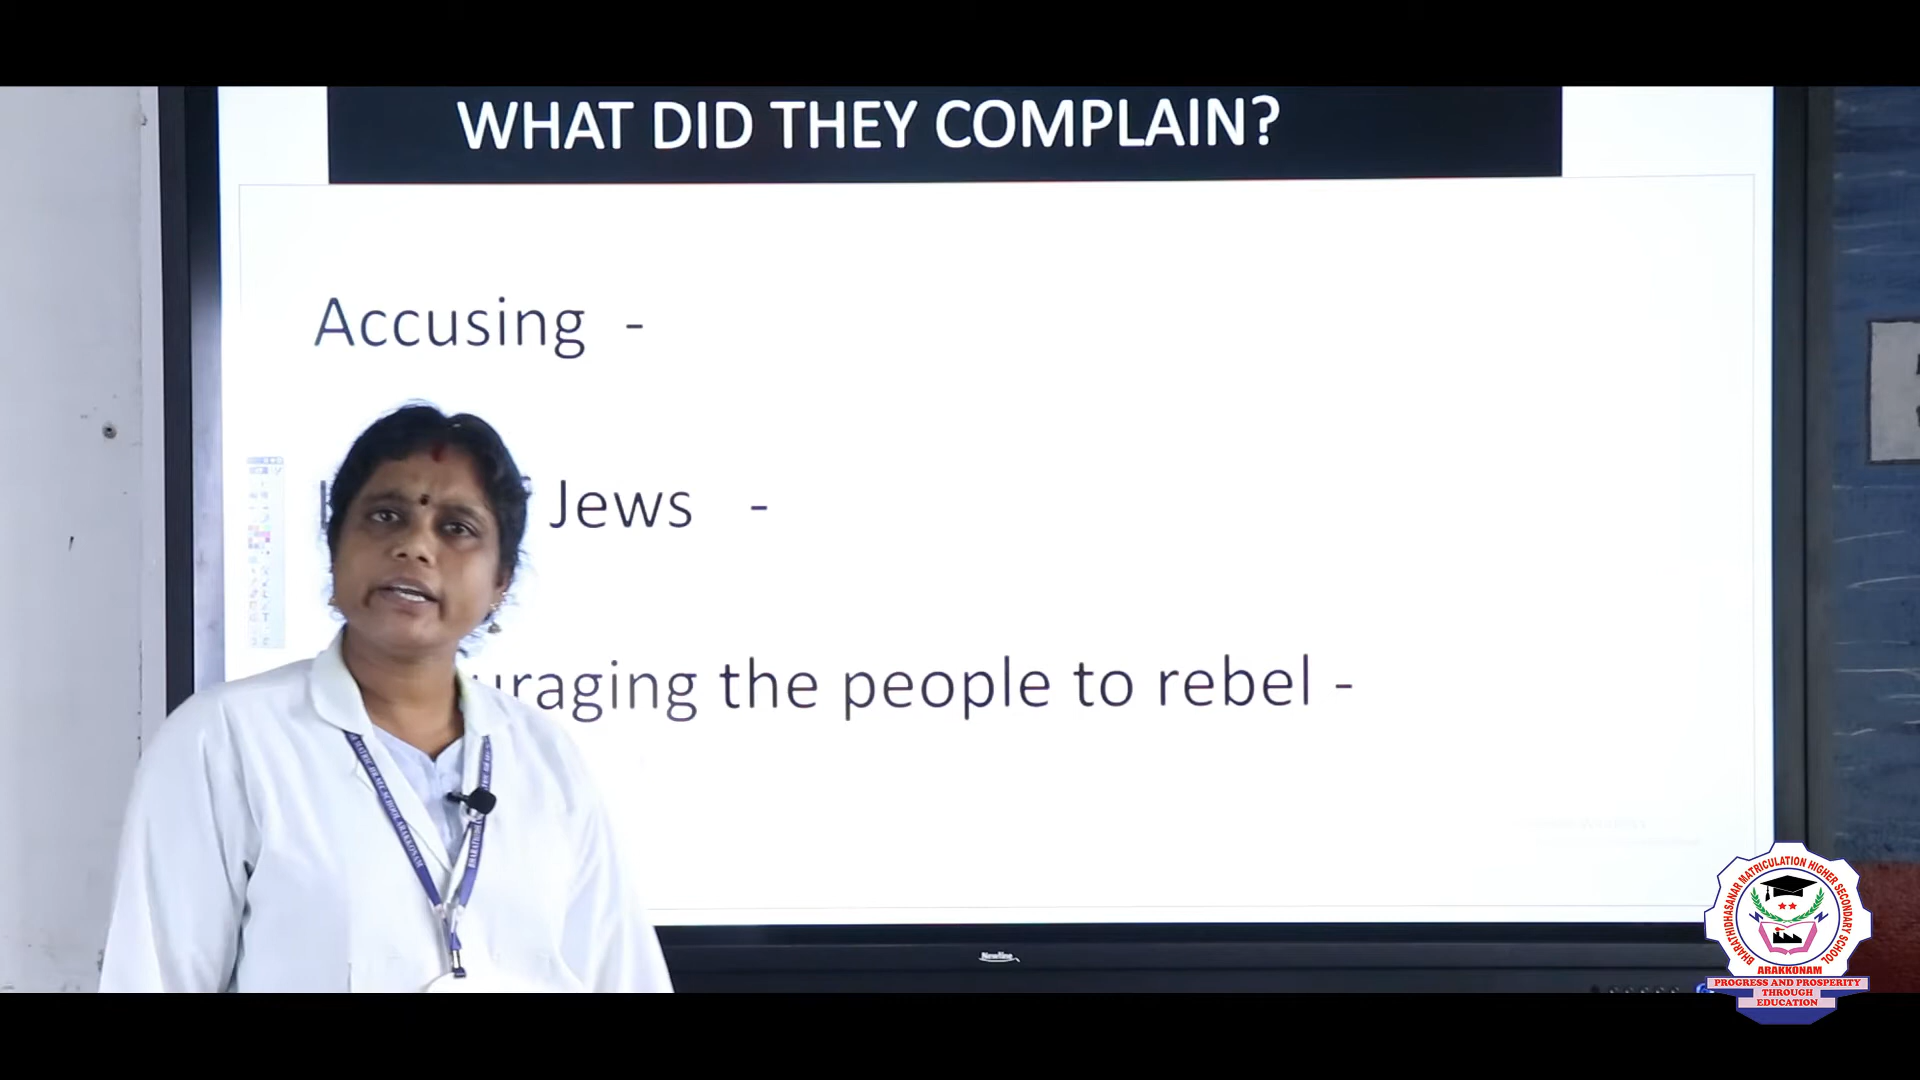 WHAT DID THEY COMPLAIN?
Accusing -
Jews -
the people to rebel -
Newline
BHARATHIDHASANAR MATRICULATION HIGHER SECONDARY SCHOOL
ARAKKONAM
PROGRESS AND PROSPERITY
THROUGH
EDUCATION